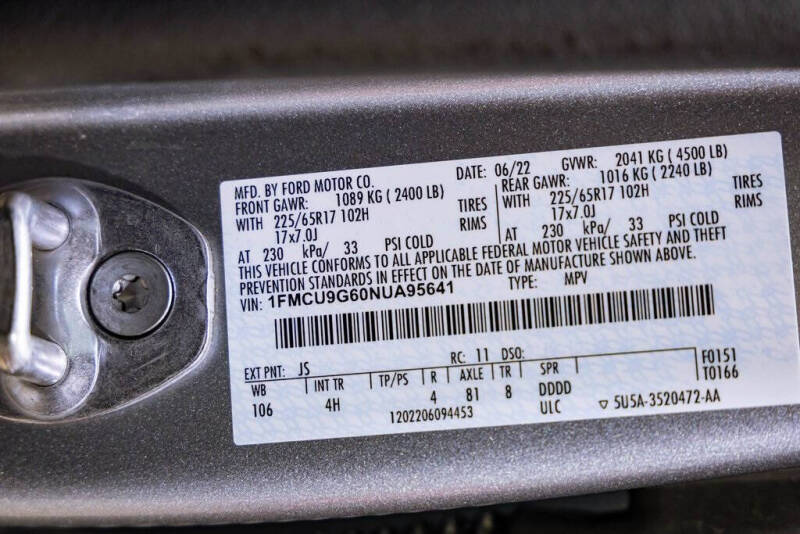 MFD. BY FORD MOTOR CO. DATE: 06/22 GVWR: 2041 KG ( 4500 LB)
FRONT GAWR: 1089 KG ( 2400 LB) REAR GAWR: 1016 KG ( 2240 LB)
WITH 225/65R17 102H TIRES WITH 225/65R17 102H TIRES
17x7.0J RIMS 17x7.0J RIMS
AT 230 kPa/ 33 PSI COLD AT 230 kPa/ 33 PSI COLD
THIS VEHICLE CONFORMS TO ALL APPLICABLE FEDERAL MOTOR VEHICLE SAFETY AND THEFT
PREVENTION STANDARDS IN EFFECT ON THE DATE OF MANUFACTURE SHOWN ABOVE.
VIN: 1FMCU9G60NUA95641 TYPE: MPV
EXT PNT: JS RC: 11 DSO: F0151
WB INT TR TP/PS R AXLE TR SPR T0166
106 4H 4 81 8 DDDD
1202206094453 ULC ▽ 5U5A-3520472-AA